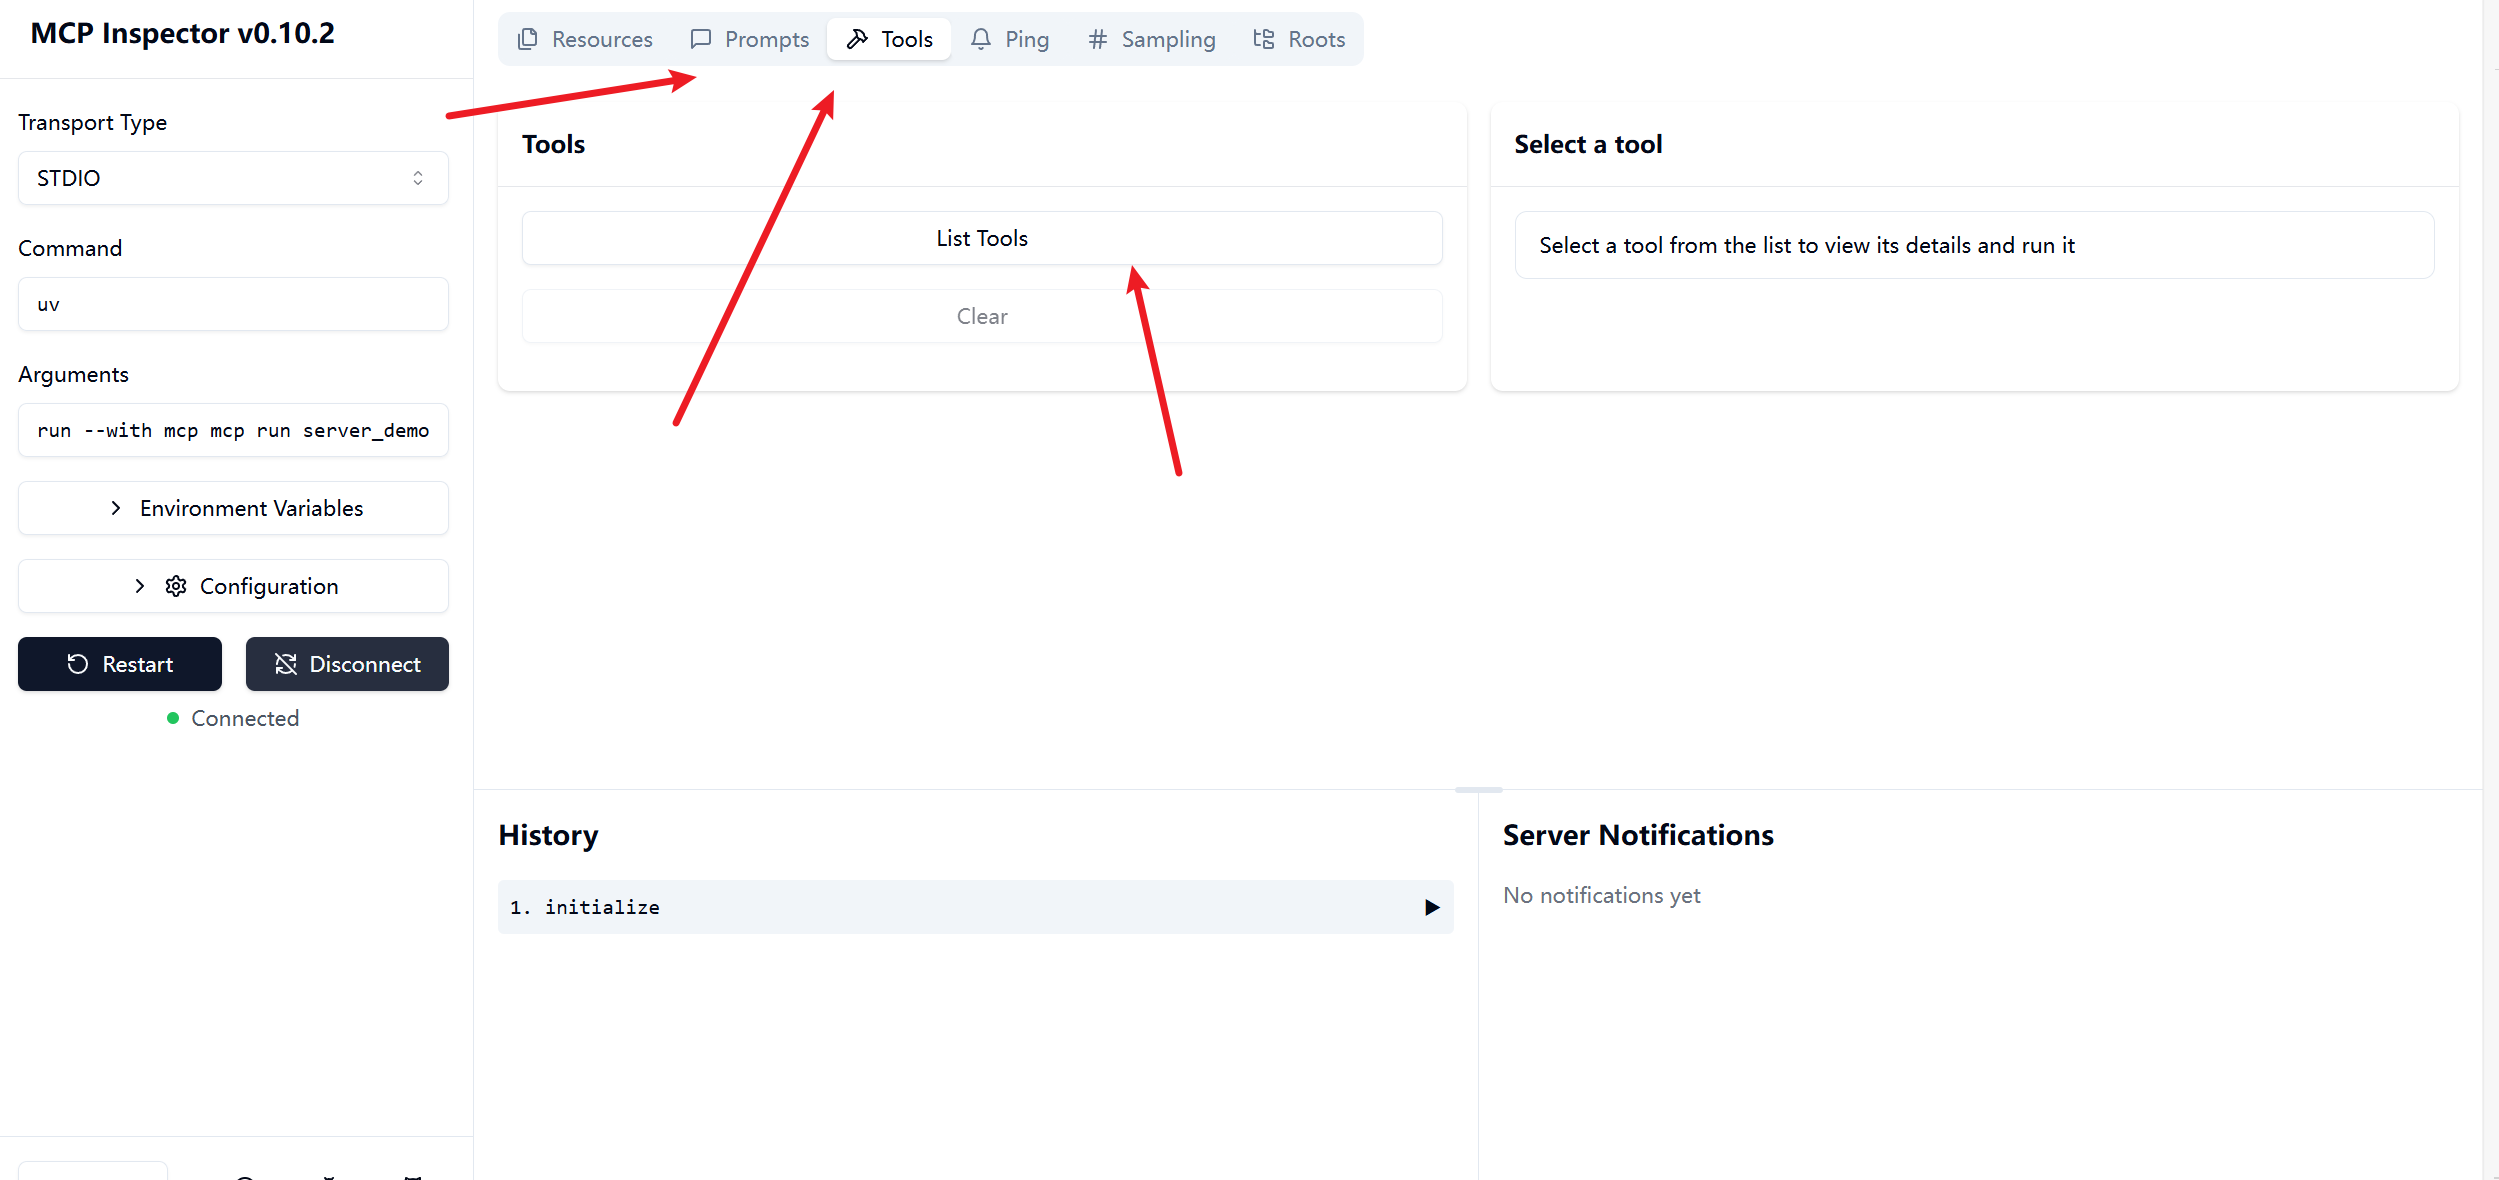 MCP Inspector v0.10.2
Transport Type
STDIO
Command
uv
Arguments
run --with mcp mcp run server_demo
Environment Variables
Configuration
Restart
Disconnect
Connected
Resources
Prompts
Tools
Ping
Sampling
Roots
Tools
List Tools
Clear
Select a tool
Select a tool from the list to view its details and run it
History
1. initialize
Server Notifications
No notifications yet